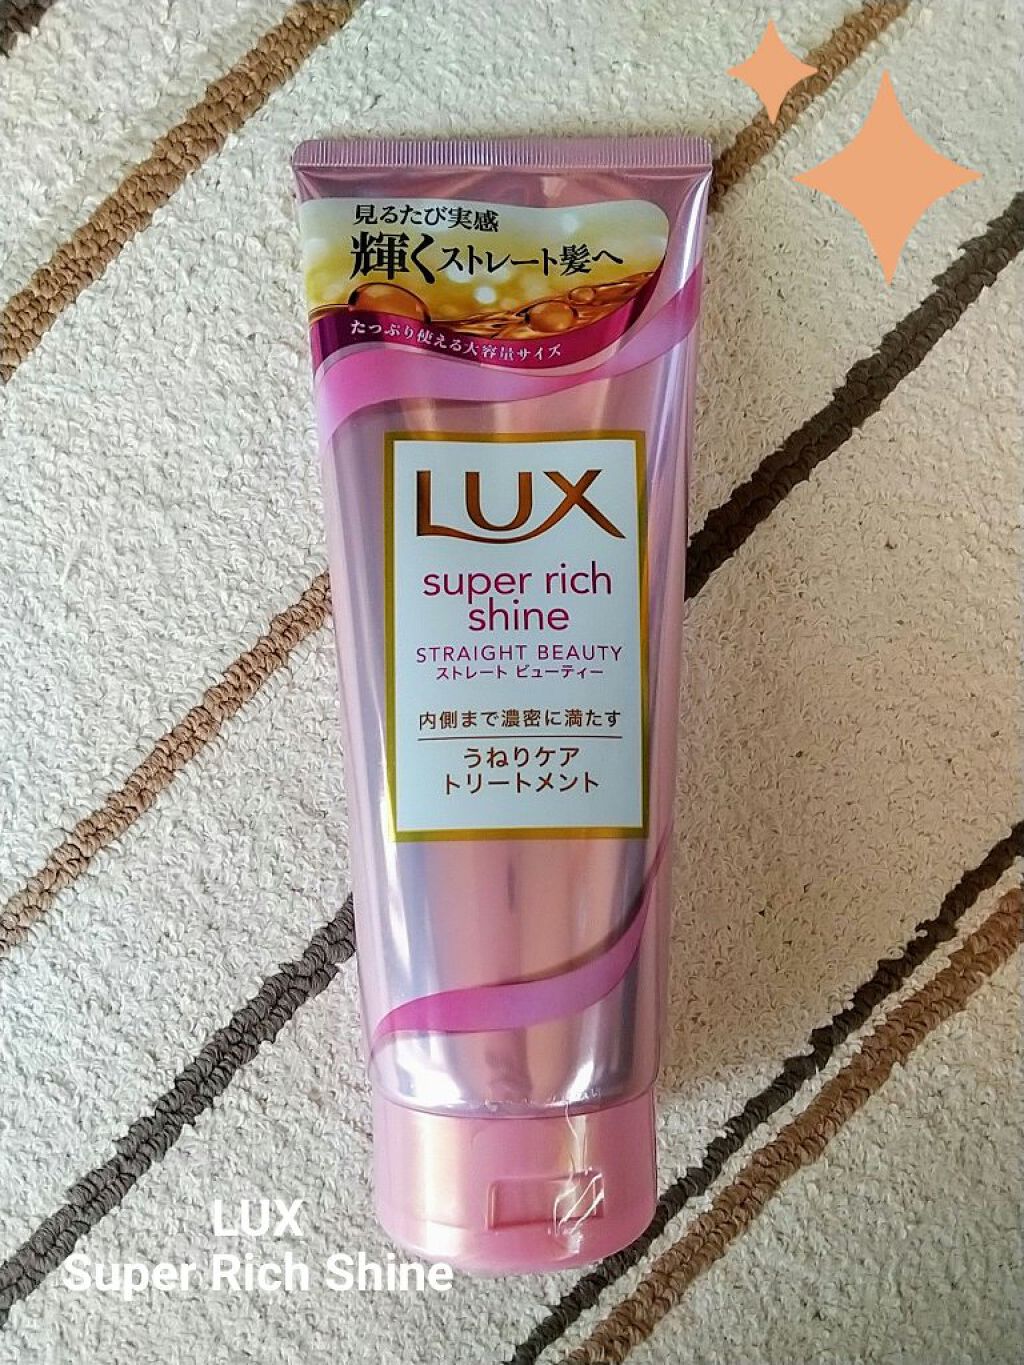 見るたび実感
輝くストレート髪へ
たっぷり使える大容量サイズ
LUX
super rich
shine
STRAIGHT BEAUTY
ストレート ビューティー
内側まで濃密に満たす
うねりケア
トリートメント
LUX
Super Rich Shine